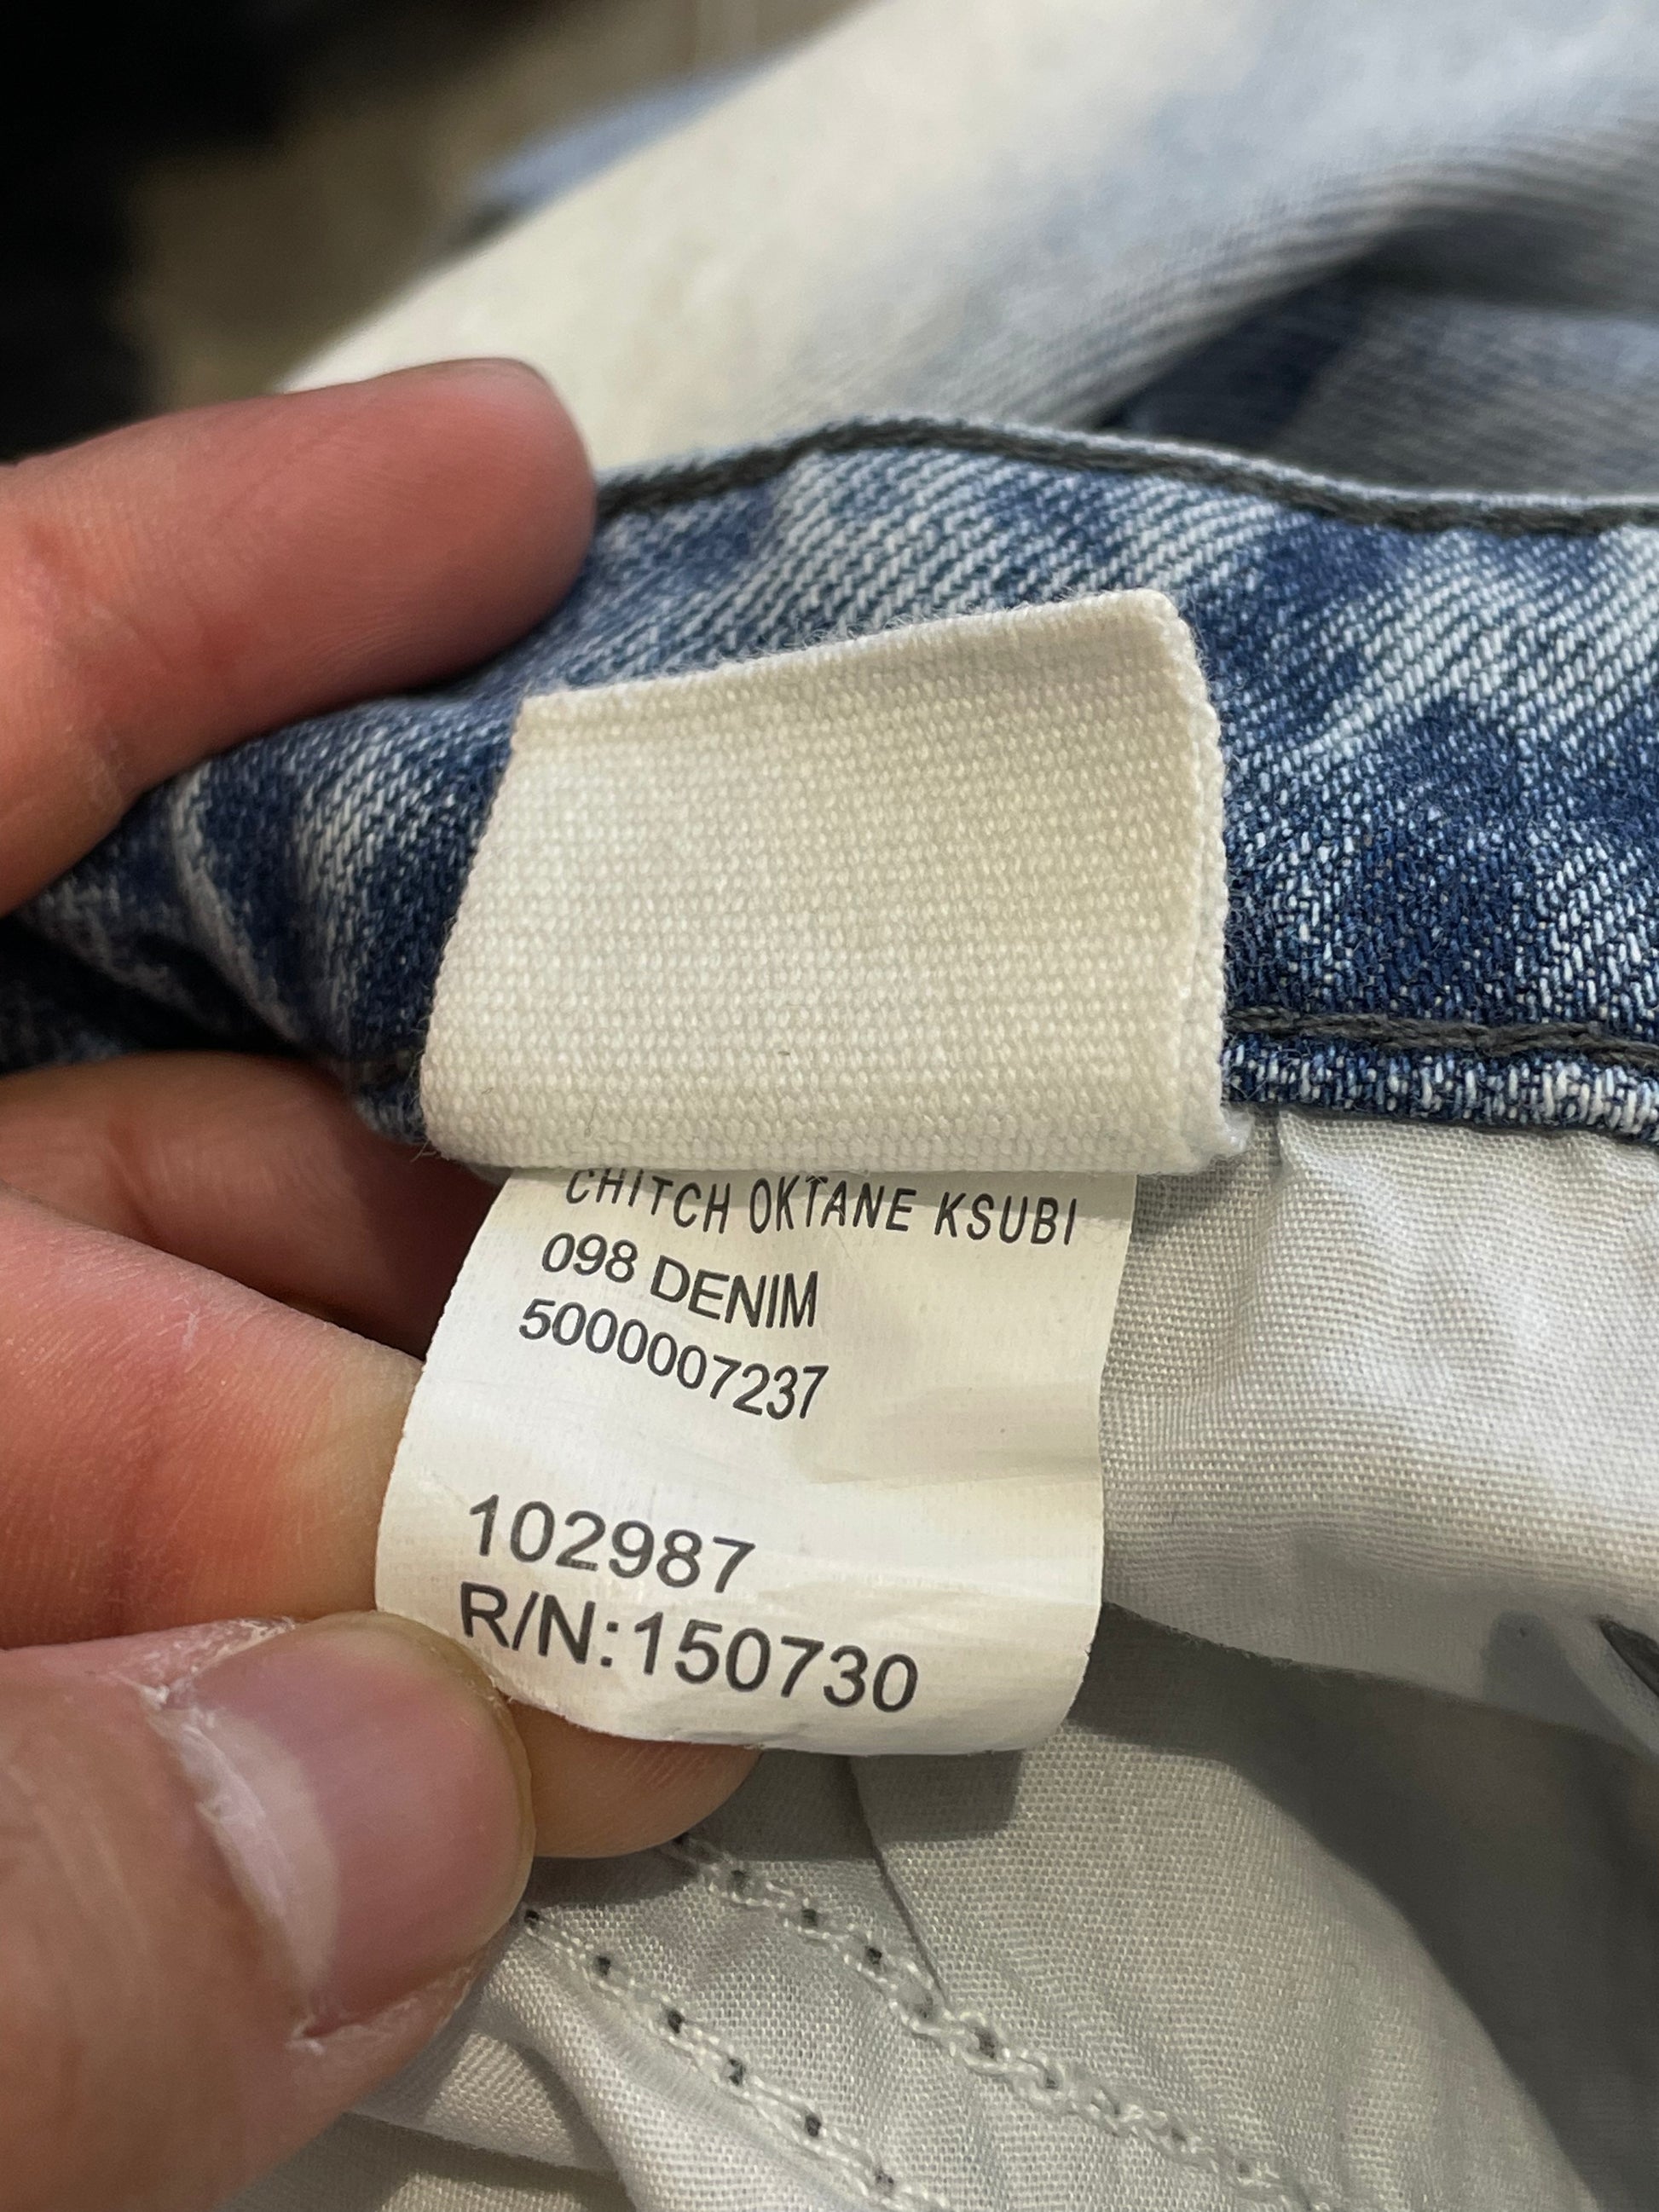 CHITCH OKTANE KSUBI
098 DENIM
5000007237
102987
R/N:150730